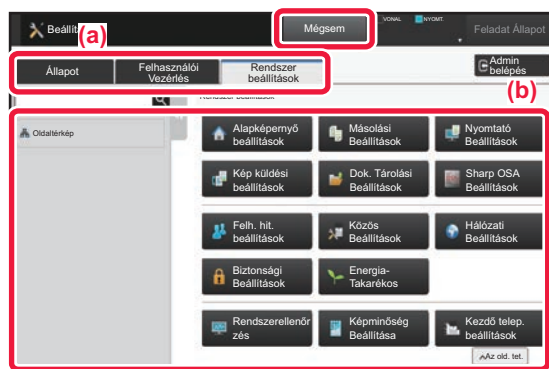 Beállít
(a)
Mégsem
VONAL
NYOMT.
Feladat Állapot
Állapot
Felhasználói
Vezérlés
Rendszer
beállítások
Admin
belépés
(b)
Oldaltérkép
Alapképernyő
beállítások
Másolási
Beállítások
Nyomtató
Beállítások
Kép küldési
beállítások
Dok. Tárolási
Beállítások
Sharp OSA
Beállítások
Felh. hit.
beállítások
Közös
Beállítások
Hálózati
Beállítások
Biztonsági
Beállítások
Energia-
Takarékos
Rendszerellenőr
zés
Képminőség
Beállítása
Kezdő telep.
beállítások
Az old. tet.